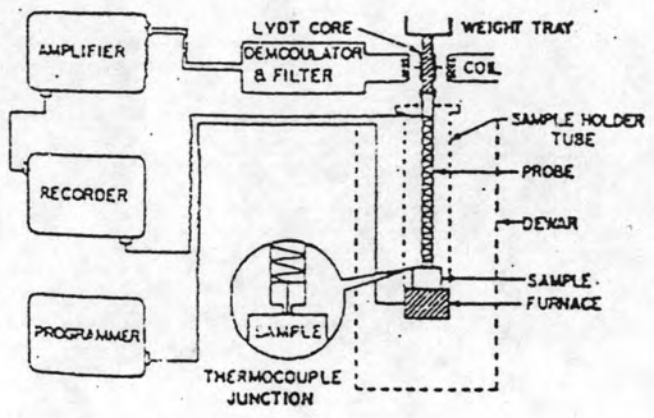 LVDT CORE
WEIGHT TRAY
AMPLIFIER
DEMODULATOR
& FILTER
COIL
SAMPLE HOLDER
TUBE
RECORDER
PROBE
DEWAR
SAMPLE
FURNACE
PROGRAMMER
SAMPLE
THERMOCOUPLE
JUNCTION